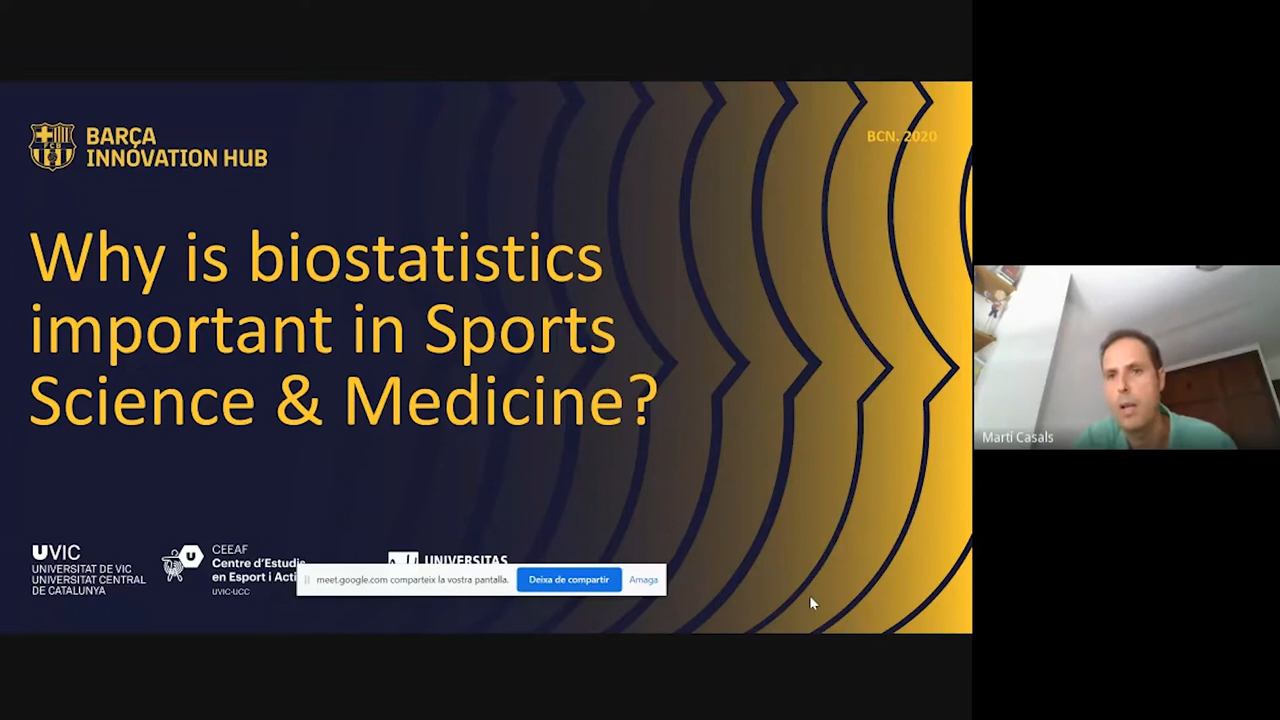 BARÇA
INNOVATION HUB
BCN. 2020
FCB
Why is biostatistics
important in Sports
Science & Medicine?
Martí Casals
UVIC
UNIVERSITAT DE VIC
UNIVERSITAT CENTRAL
DE CATALUNYA
U
CEEAF
Centre d'Estudis
en Esport i Acti
UVIC·UCC
UNIVERSITAS
meet.google.com comparteix la vostra pantalla.
Deixa de compartir
Amaga